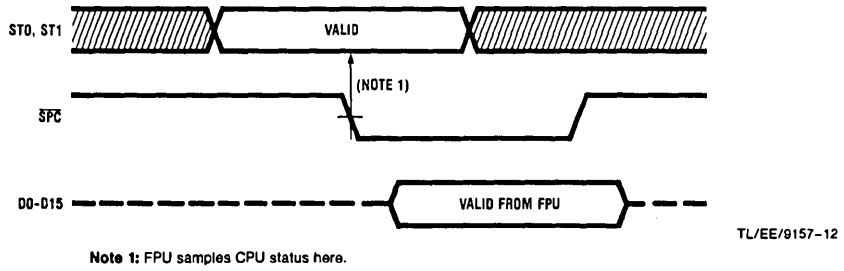 ST0, ST1
VALID
(NOTE 1)
SPC
D0-D15
VALID FROM FPU
TL/EE/9157-12
Note 1: FPU samples CPU status here.